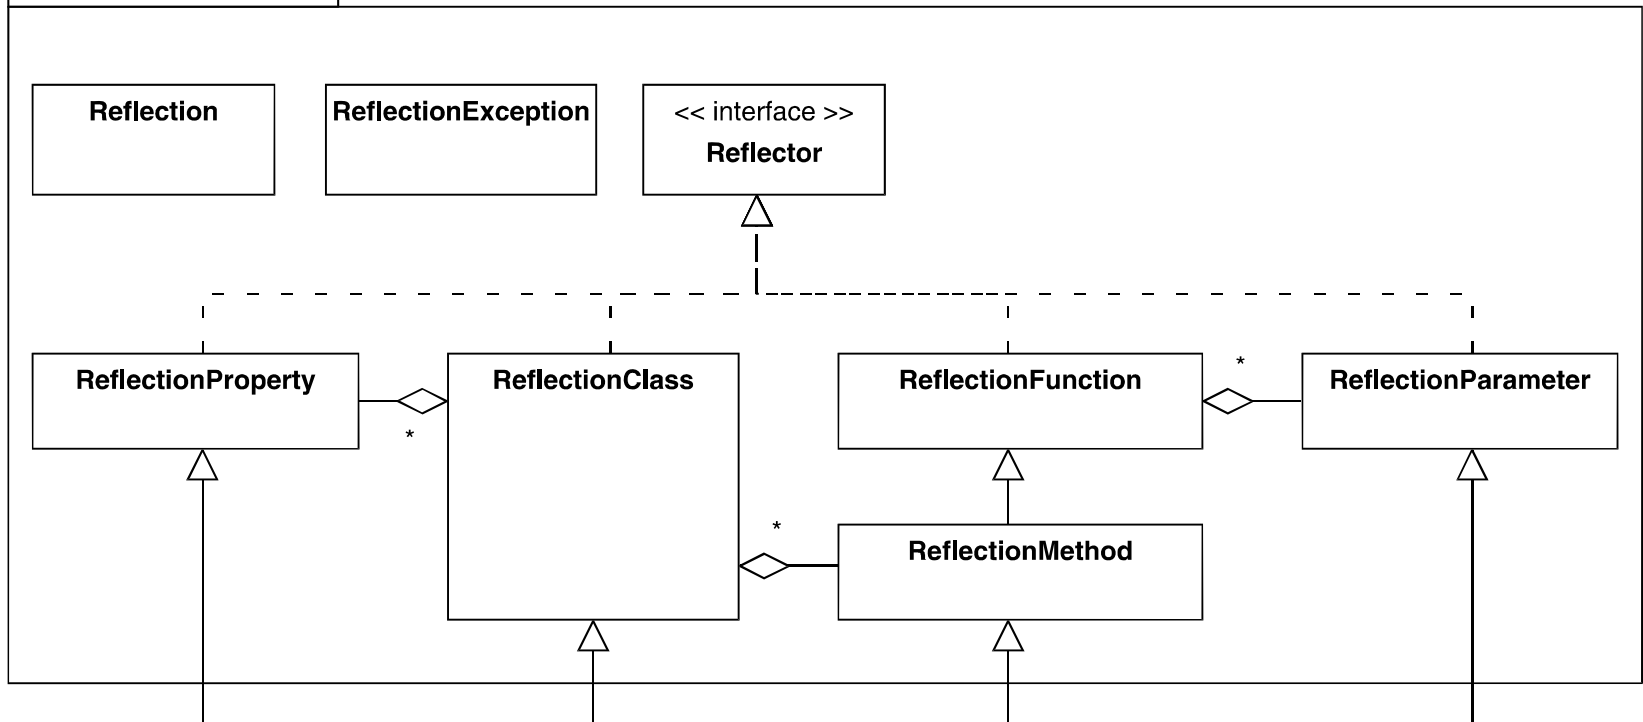 Reflection
ReflectionException
<< interface >>
Reflector
ReflectionProperty
ReflectionClass
ReflectionFunction
*
ReflectionParameter
*
*
ReflectionMethod